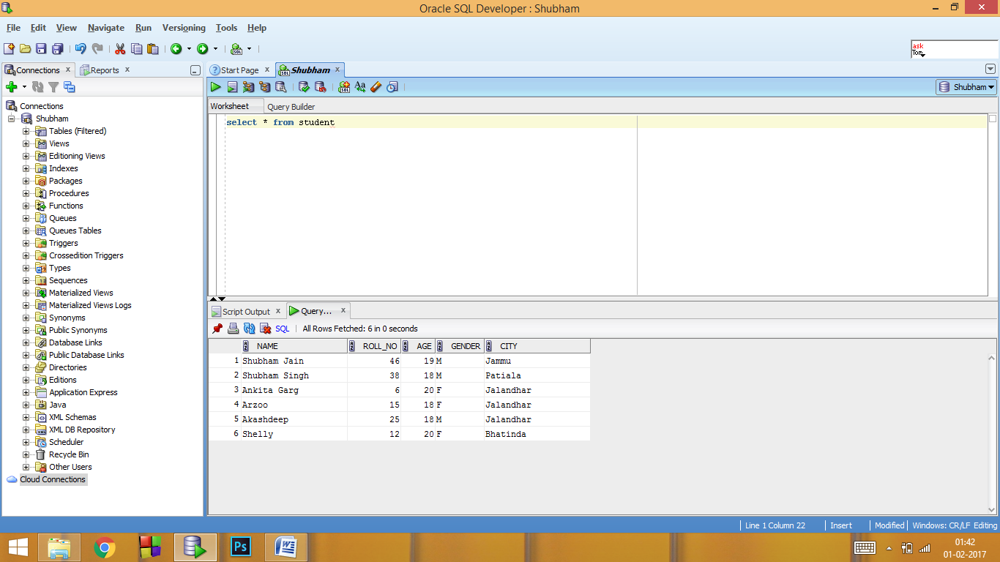 Oracle SQL Developer : Shubham
File Edit View Navigate Run Versioning Tools Help
ask
Tom
Connections x Reports x
Start Page x Shubham x
Shubham
Worksheet Query Builder
select * from student
Connections
Shubham
Tables (Filtered)
Views
Editioning Views
Indexes
Packages
Procedures
Functions
Queues
Queues Tables
Triggers
Crossedition Triggers
Types
Sequences
Materialized Views
Materialized Views Logs
Synonyms
Public Synonyms
Database Links
Public Database Links
Directories
Editions
Application Express
Java
XML Schemas
XML DB Repository
Scheduler
Recycle Bin
Other Users
Cloud Connections
Script Output x Query... x
SQL All Rows Fetched: 6 in 0 seconds
NAME ROLL_NO AGE GENDER CITY
1 Shubham Jain 46 19 M Jammu
2 Shubham Singh 38 18 M Patiala
3 Ankita Garg 6 20 F Jalandhar
4 Arzoo 15 18 F Jalandhar
5 Akashdeep 25 18 M Jalandhar
6 Shelly 12 20 F Bhatinda
Line 1 Column 22 Insert Modified Windows: CR/LF Editing
Ps
01:42
01-02-2017